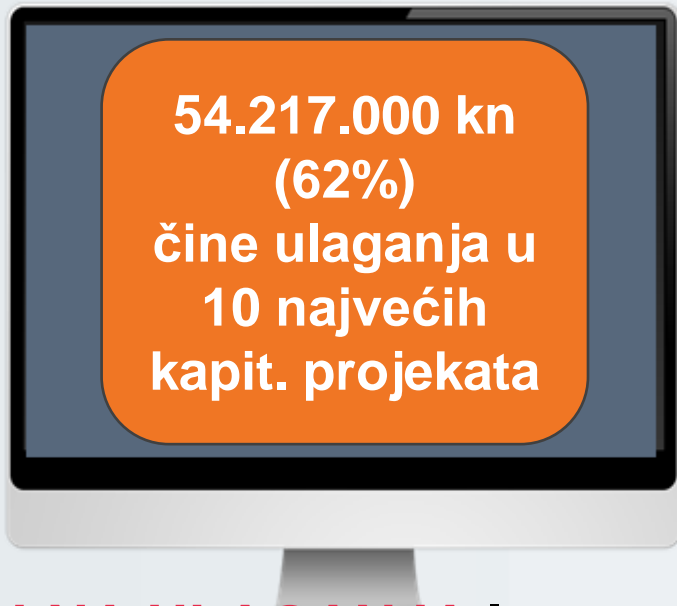 54.217.000 kn
(62%)
čine ulaganja u
10 najvećih
kapit. projekata